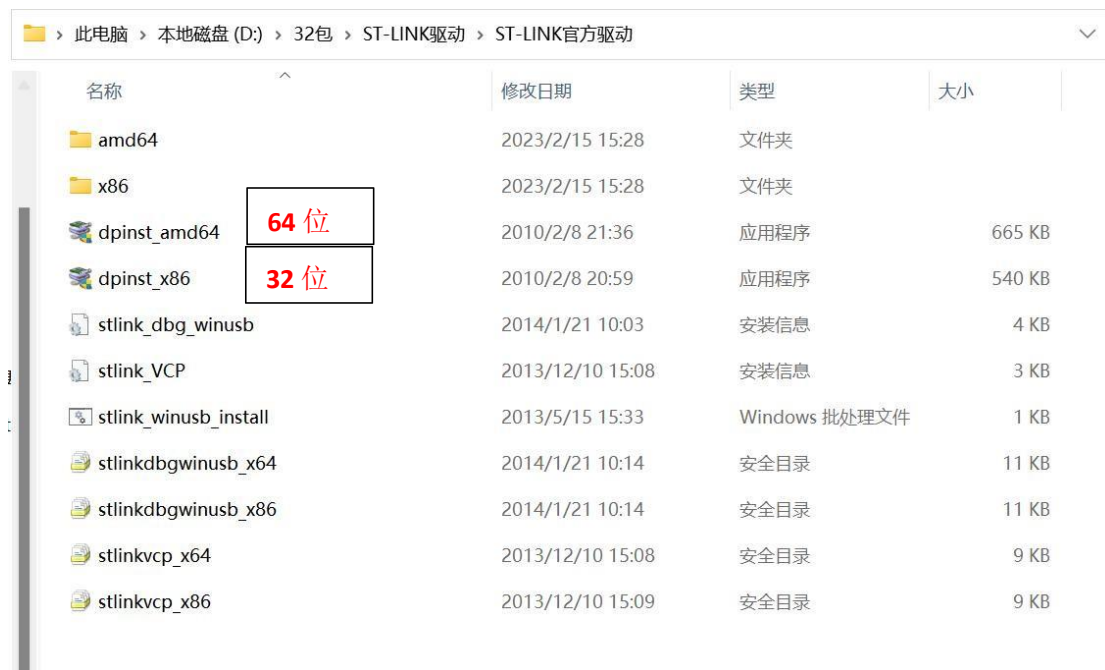 此电脑 › 本地磁盘 (D:) › 32包 › ST-LINK驱动 › ST-LINK官方驱动
名称 修改日期 类型 大小
amd64 2023/2/15 15:28 文件夹
x86 2023/2/15 15:28 文件夹
dpinst_amd64 64 位 2010/2/8 21:36 应用程序 665 KB
dpinst_x86 32 位 2010/2/8 20:59 应用程序 540 KB
stlink_dbg_winusb 2014/1/21 10:03 安装信息 4 KB
stlink_VCP 2013/12/10 15:08 安装信息 3 KB
stlink_winusb_install 2013/5/15 15:33 Windows 批处理文件 1 KB
stlinkdbgwinusb_x64 2014/1/21 10:14 安全目录 11 KB
stlinkdbgwinusb_x86 2014/1/21 10:14 安全目录 11 KB
stlinkvcp_x64 2013/12/10 15:08 安全目录 9 KB
stlinkvcp_x86 2013/12/10 15:09 安全目录 9 KB